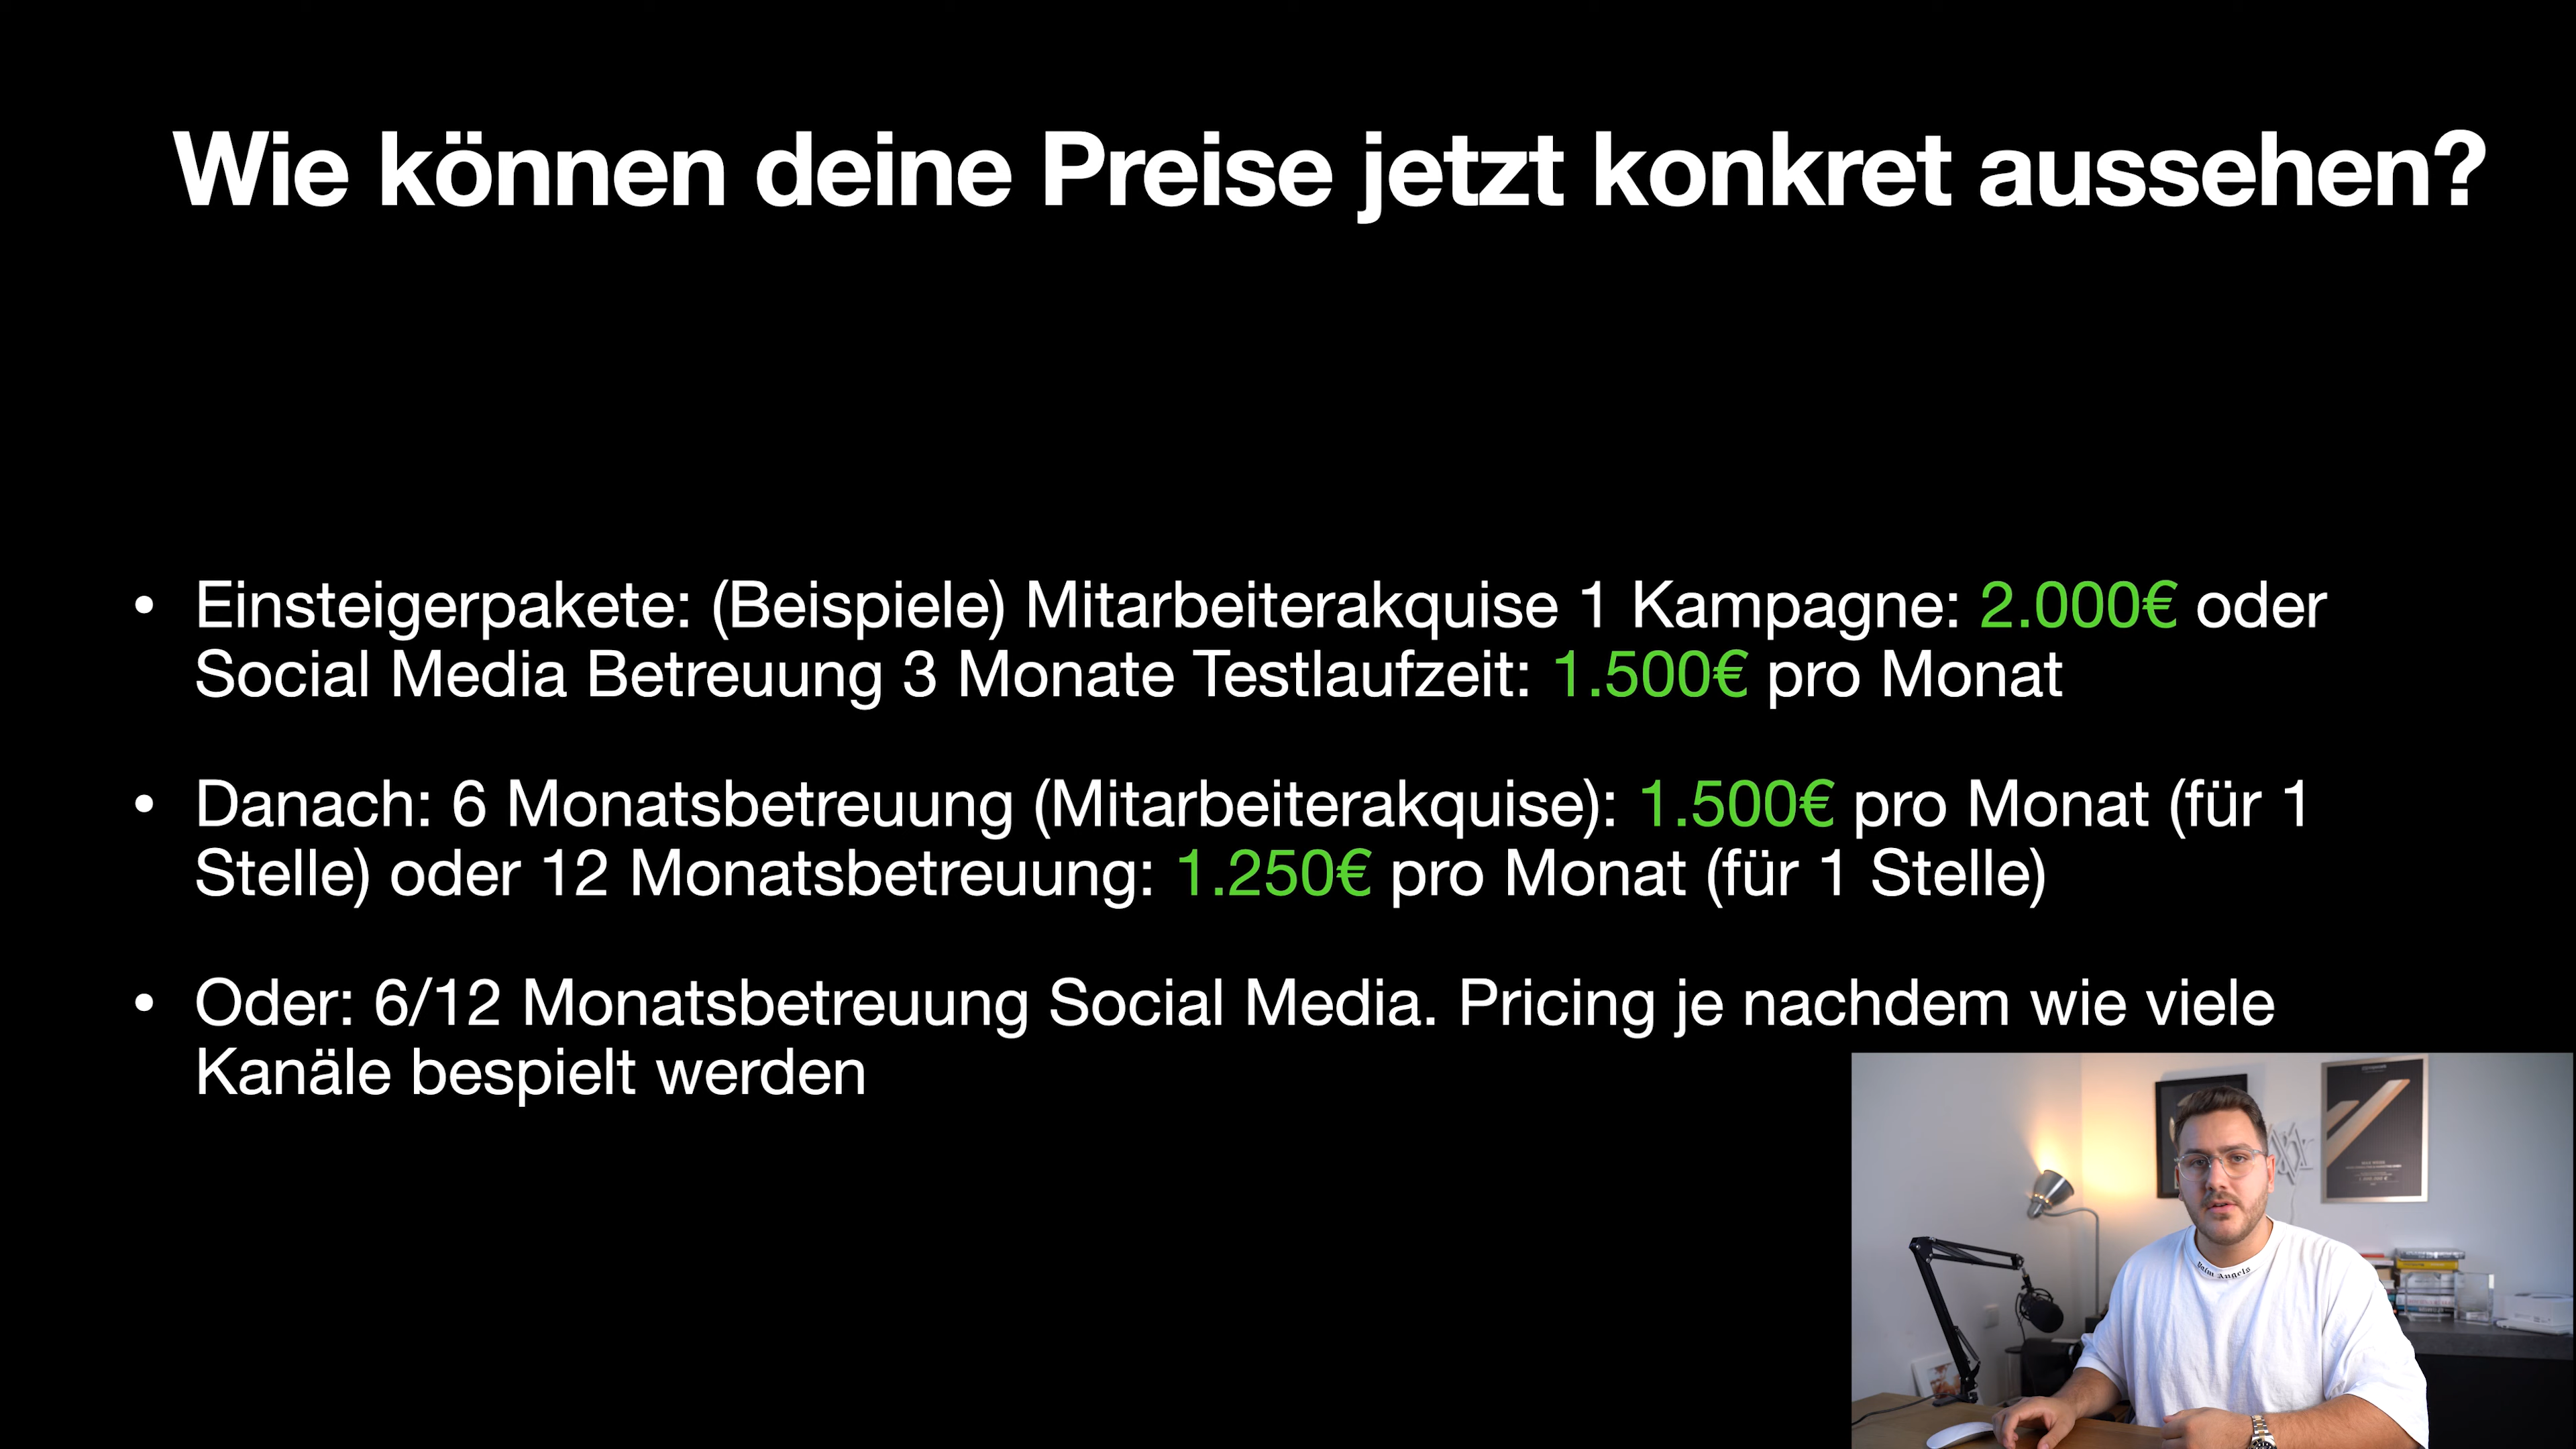 Wie können deine Preise jetzt konkret aussehen?
• Einsteigerpakete: (Beispiele) Mitarbeiterakquise 1 Kampagne: 2.000€ oder
Social Media Betreuung 3 Monate Testlaufzeit: 1.500€ pro Monat
• Danach: 6 Monatsbetreuung (Mitarbeiterakquise): 1.500€ pro Monat (für 1
Stelle) oder 12 Monatsbetreuung: 1.250€ pro Monat (für 1 Stelle)
• Oder: 6/12 Monatsbetreuung Social Media. Pricing je nachdem wie viele
Kanäle bespielt werden
Palm Angels